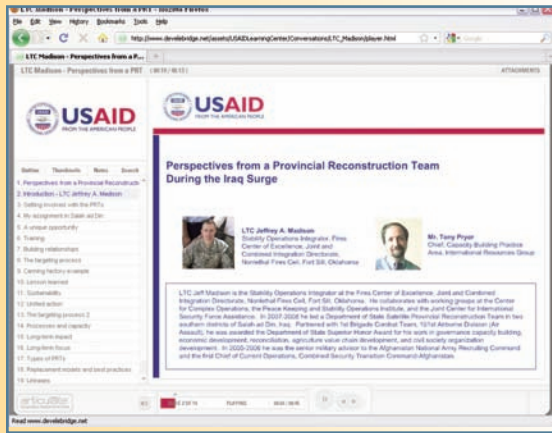 LTC Madison - Perspectives from a PRT - Mozilla Firefox
File Edit View History Bookmarks Tools Help
http://www.develebridge.net/assets/USAIDLearningCenter/Conversations/LTC_Madison/player.html
Google
LTC Madison - Perspectives from a P...
LTC Madison - Perspectives from a PRT
ATTACHMENTS
USAID
FROM THE AMERICAN PEOPLE
USAID
FROM THE AMERICAN PEOPLE
Outline Thumbnails Notes Search
1. Perspectives from a Provincial Reconstructi
2. Introduction - LTC Jeffrey A. Madison
3. Getting involved with the PRTs
4. My assignment in Salah ad Din
5. A unique opportunity
6. Training
7. Building relationships
8. The targeting process
9. Canning factory example
10. Lesson learned
11. Sustainability
12. Unified action
13. The targeting process 2
14. Processes and capacity
15. Long-term impact
16. Long-term focus
17. Types of PRTs
18. Replacement models and best practices
19. Univers
Perspectives from a Provincial Reconstruction Team
During the Iraq Surge
LTC Jeffrey A. Madison
Stability Operations Integrator, Fires
Center of Excellence, Joint and
Combined Integration Directorate,
Nonlethal Fires Cell, Fort Sill, Oklahoma
Mr. Tony Pryor
Chief, Capacity Building Practice
Area, International Resources Group
LTC Jeff Madison is the Stability Operations Integrator at the Fires Center of Excellence, Joint and Combined
Integration Directorate, Nonlethal Fires Cell, Fort Sill, Oklahoma. He collaborates with working groups at the Center
for Complex Operations, the Peace Keeping and Stability Operations Institute, and the Joint Center for International
Security Force Assistance. In 2007-2008 he led a Department of State Satellite Provincial Reconstruction Team in two
southern districts of Salah ad Din, Iraq. Partnered with 1st Brigade Combat Team, 101st Airborne Division (Air
Assault), he was awarded the Department of State Superior Honor Award for his work in governance capacity building,
economic development, reconciliation, agriculture value chain development, and civil society organization
development. In 2005-2006 he was the senior military advisor to the Afghanistan National Army Recruiting Command
and the first Chief of Current Operations, Combined Security Transition Command-Afghanistan.
articulate
PLAYING
Read www.develebridge.net